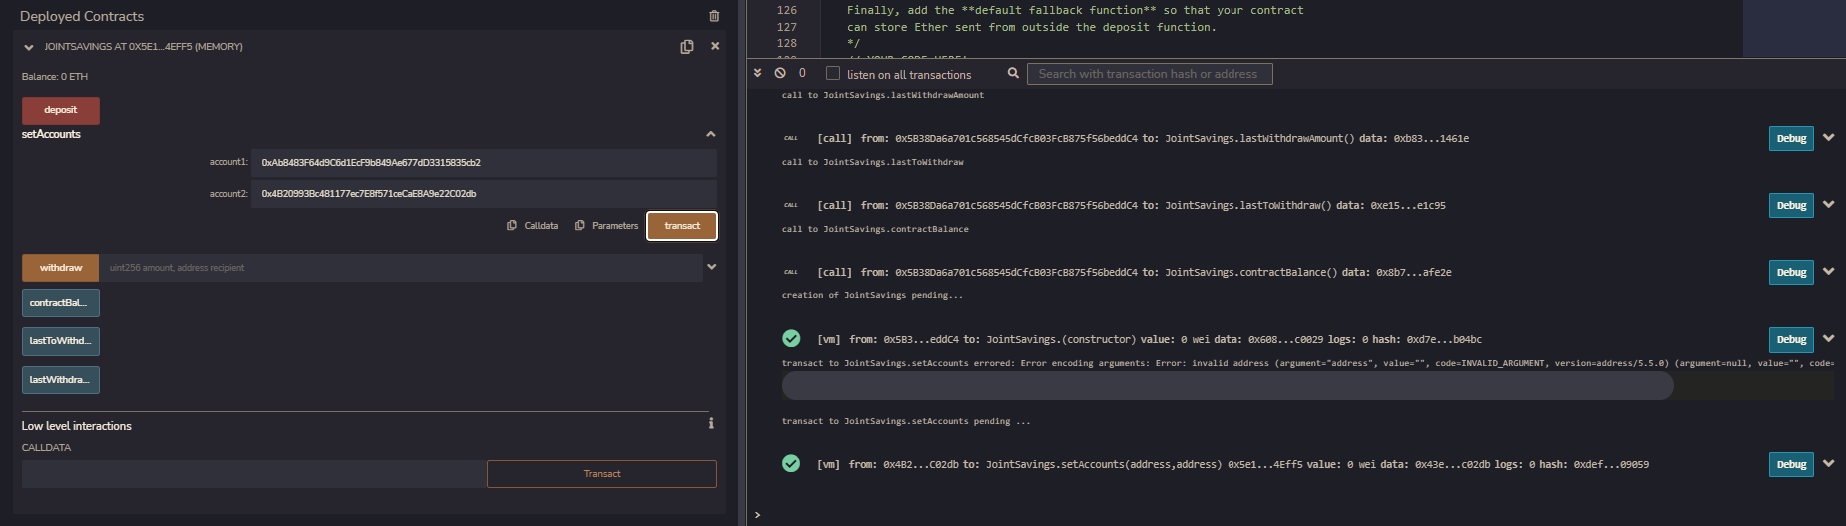 Deployed Contracts
JOINTSAVINGS AT 0X5E1...4EFF5 (MEMORY)
Balance: 0 ETH
deposit
setAccounts
account1: 0xAb8483F64d9C6d1EcF9b849Ae677dD3315835cb2
account2: 0x4B20993Bc481177ec7E8f571ceCaE8A9e22C02db
Calldata Parameters transact
withdraw uint256 amount, address recipient
contractBal...
lastToWithd...
lastWithdra...
Low level interactions
CALLDATA
Transact
126 Finally, add the **default fallback function** so that your contract
127 can store Ether sent from outside the deposit function.
128 */
0 listen on all transactions Search with transaction hash or address
call to JointSavings.lastWithdrawAmount
CALL [call] from: 0x5B38Da6a701c568545dCfcB03FcB875f56beddC4 to: JointSavings.lastWithdrawAmount() data: 0xb83...1461e Debug
call to JointSavings.lastToWithdraw
CALL [call] from: 0x5B38Da6a701c568545dCfcB03FcB875f56beddC4 to: JointSavings.lastToWithdraw() data: 0xe15...e1c95 Debug
call to JointSavings.contractBalance
CALL [call] from: 0x5B38Da6a701c568545dCfcB03FcB875f56beddC4 to: JointSavings.contractBalance() data: 0x8b7...afe2e Debug
creation of JointSavings pending...
[vm] from: 0x5B3...eddC4 to: JointSavings.(constructor) value: 0 wei data: 0x608...c0029 logs: 0 hash: 0xd7e...b04bc Debug
transact to JointSavings.setAccounts errored: Error encoding arguments: Error: invalid address (argument="address", value="", code=INVALID_ARGUMENT, version=address/5.5.0) (argument=null, value="", code=
transact to JointSavings.setAccounts pending ...
[vm] from: 0x4B2...C02db to: JointSavings.setAccounts(address,address) 0x5e1...4Eff5 value: 0 wei data: 0x43e...c02db logs: 0 hash: 0xdef...09059 Debug
>